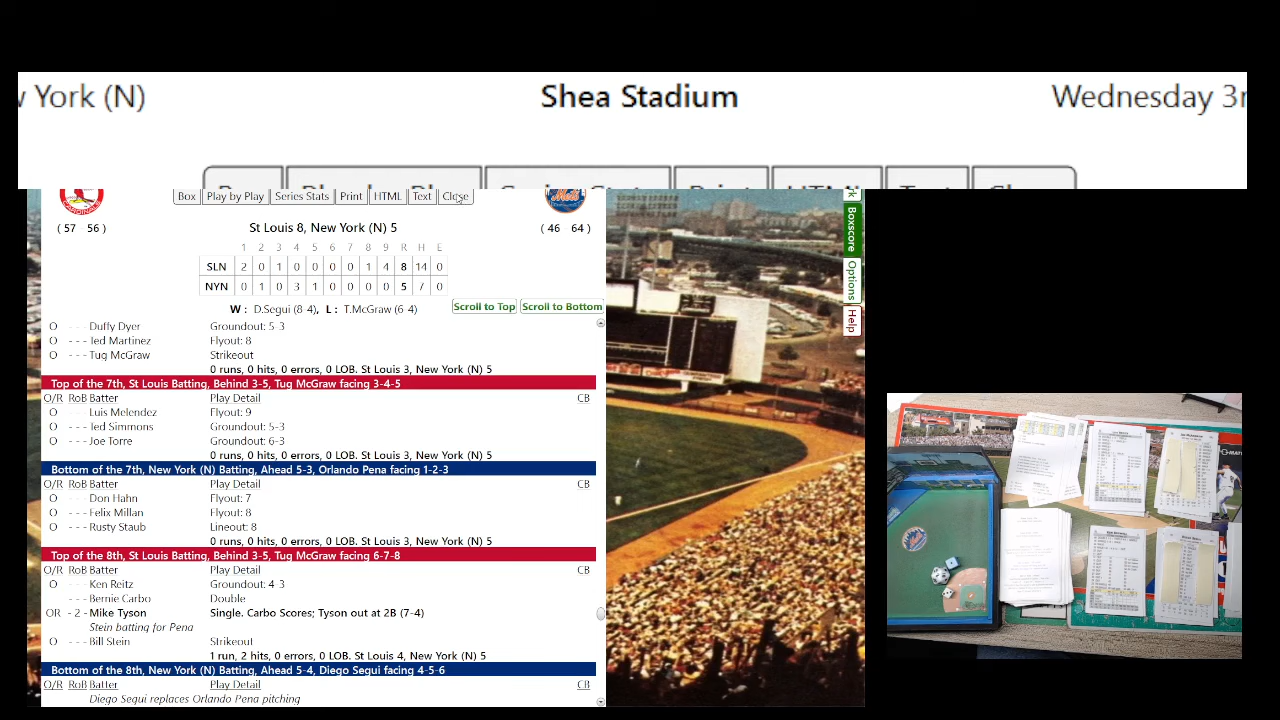 York (N) Shea Stadium Wednesday
Box Play by Play Series Stats Print HTML Text Close
( 57 56 ) St Louis 8, New York (N) 5 ( 46 64 )
1 2 3 4 5 6 7 8 9 R H E
SLN 2 0 1 0 0 0 0 1 4 8 14 0
NYN 0 1 0 3 1 0 0 0 0 5 7 0
W : D.Segui (8-4), L : T.McGraw (6-4) Scroll to Top Scroll to Bottom
O - - - Duffy Dyer Groundout: 5-3
O - - - Ted Martinez Flyout: 8
O - - - Tug McGraw Strikeout
0 runs, 0 hits, 0 errors, 0 LOB. St Louis 3, New York (N) 5
Top of the 7th, St Louis Batting, Behind 3-5, Tug McGraw facing 3-4-5
O/R RoB Batter Play Detail CB
O - - - Luis Melendez Flyout: 9
O - - - Ted Simmons Groundout: 5-3
O - - - Joe Torre Groundout: 6-3
0 runs, 0 hits, 0 errors, 0 LOB. St Louis 3, New York (N) 5
Bottom of the 7th, New York (N) Batting, Ahead 5-3, Orlando Pena facing 1-2-3
O/R RoB Batter Play Detail CB
O - - - Don Hahn Flyout: 7
O - - - Felix Millan Flyout: 8
O - - - Rusty Staub Lineout: 8
0 runs, 0 hits, 0 errors, 0 LOB. St Louis 3, New York (N) 5
Top of the 8th, St Louis Batting, Behind 3-5, Tug McGraw facing 6-7-8
O/R RoB Batter Play Detail CB
O - - - Ken Reitz Groundout: 4-3
- - - Bernie Carbo Double
OR - 2 - Mike Tyson Single. Carbo Scores; Tyson out at 2B (7-4)
Stein batting for Pena
O - - - Bill Stein Strikeout
1 run, 2 hits, 0 errors, 0 LOB. St Louis 4, New York (N) 5
Bottom of the 8th, New York (N) Batting, Ahead 5-4, Diego Segui facing 4-5-6
O/R RoB Batter Play Detail CB
Diego Segui replaces Orlando Pena pitching
Boxscore
Options
Help
Mets